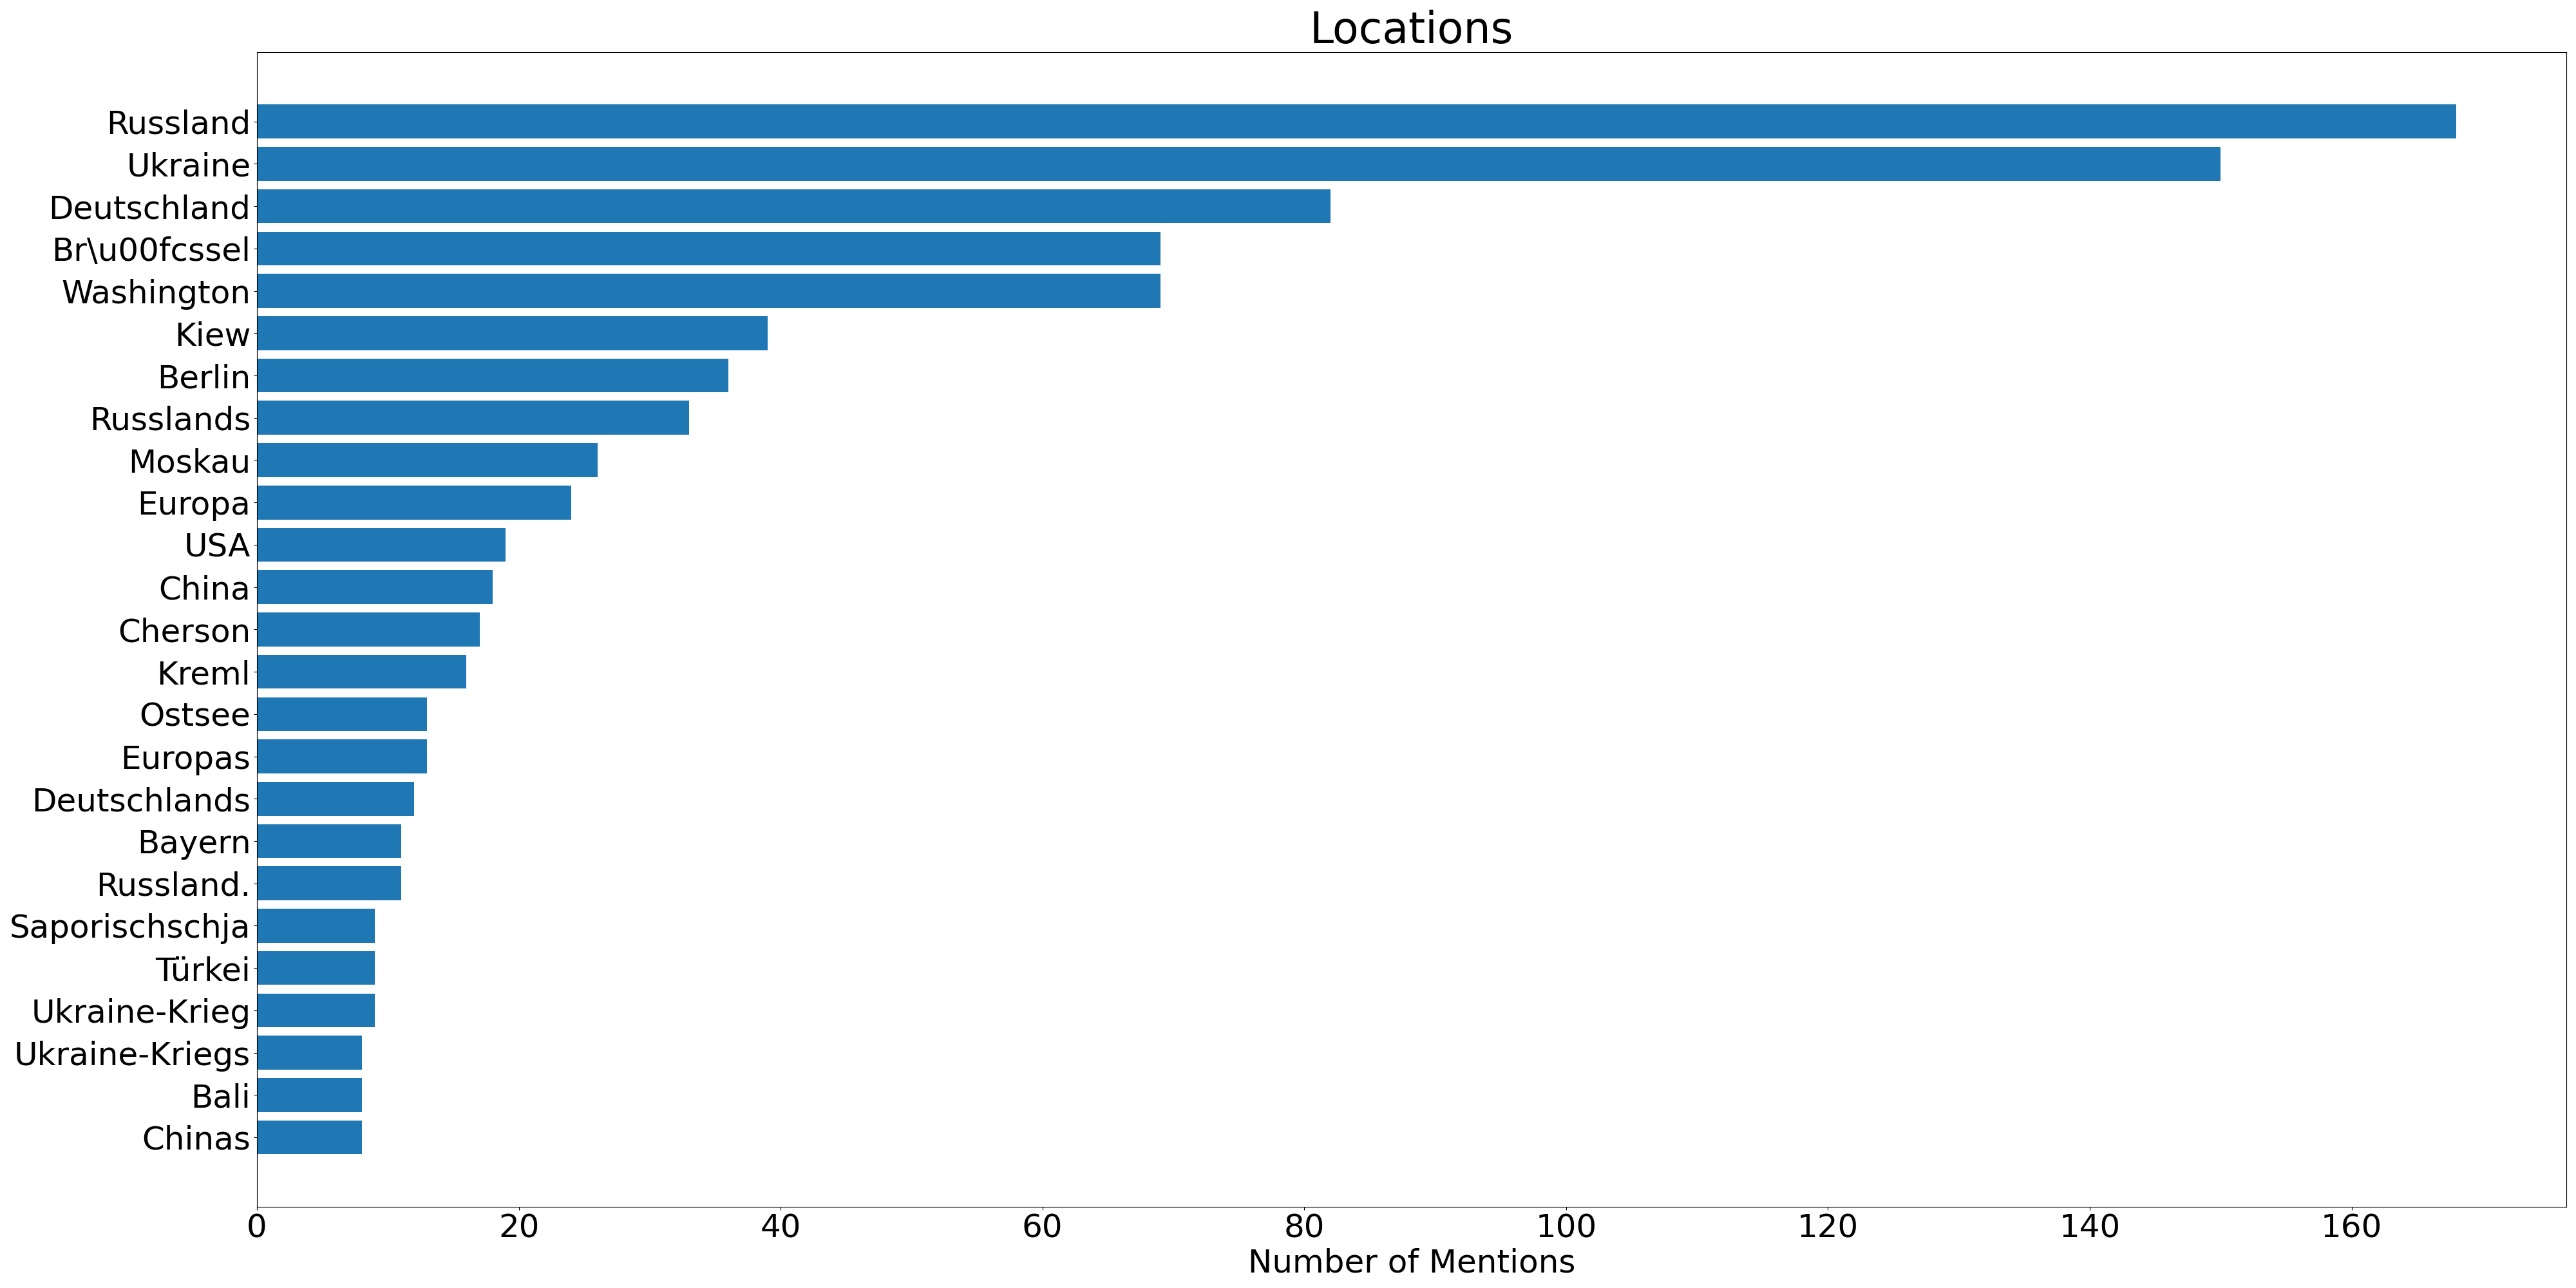 Locations
Russland
Ukraine
Deutschland
Br\u00fcssel
Washington
Kiew
Berlin
Russlands
Moskau
Europa
USA
China
Cherson
Kreml
Ostsee
Europas
Deutschlands
Bayern
Russland.
Saporischschja
Türkei
Ukraine-Krieg
Ukraine-Kriegs
Bali
Chinas
0 20 40 60 80 100 120 140 160
Number of Mentions